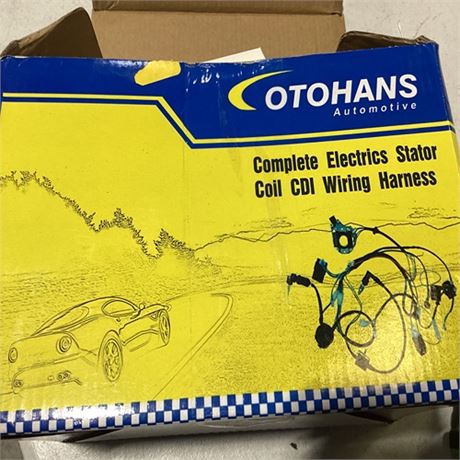 OTOHANS
Automotive
Complete Electrics Stator
Coil CDI Wiring Harness